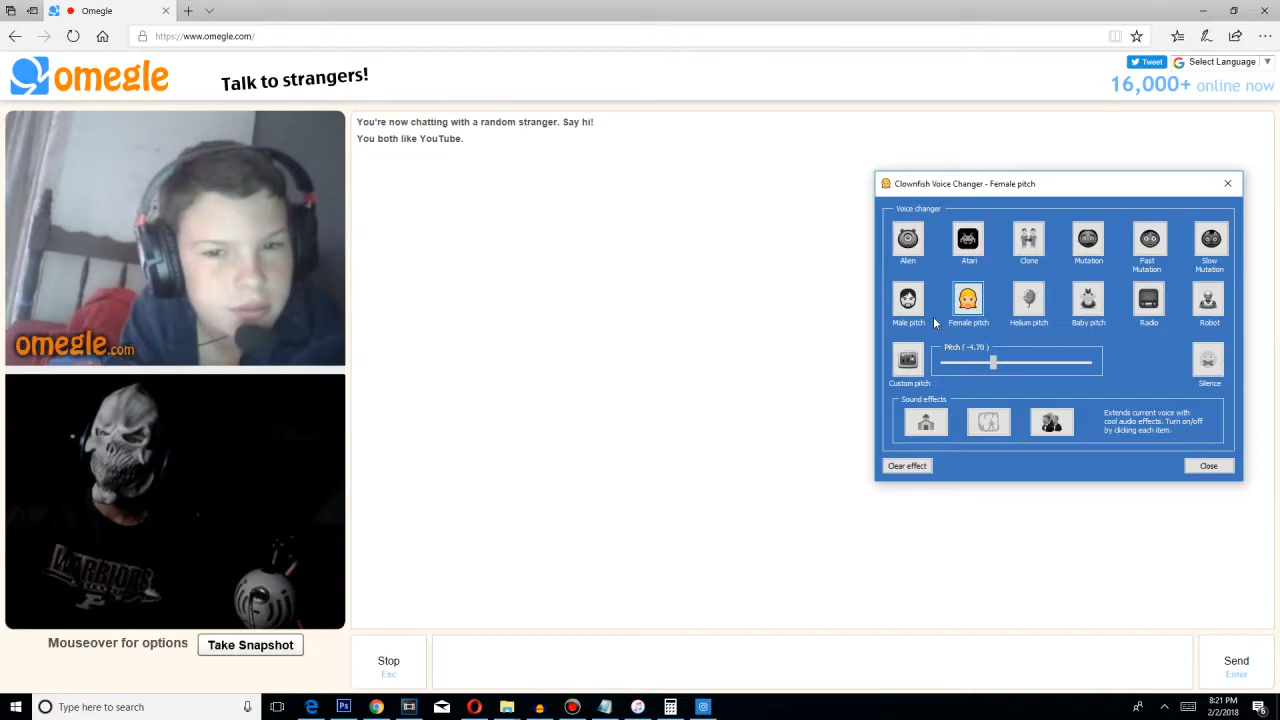 Omegle
https://www.omegle.com/
omegle
Talk to strangers!
Tweet
Select Language
16,000+ online now
omegle.com
WARRIORS
Mouseover for options
Take Snapshot
You're now chatting with a random stranger. Say hi!
You both like YouTube.
Clownfish Voice Changer - Female pitch
Voice changer
Alien
Atari
Clone
Mutation
Fast
Mutation
Slow
Mutation
Male pitch
Female pitch
Helium pitch
Baby pitch
Radio
Robot
Custom pitch
Pitch ( -4.70 )
Silence
Sound effects
Extends current voice with
cool audio effects. Turn on/off
by clicking each item.
Clear effect
Close
Stop
Esc
Send
Enter
Type here to search
8:21 PM
2/2/2018